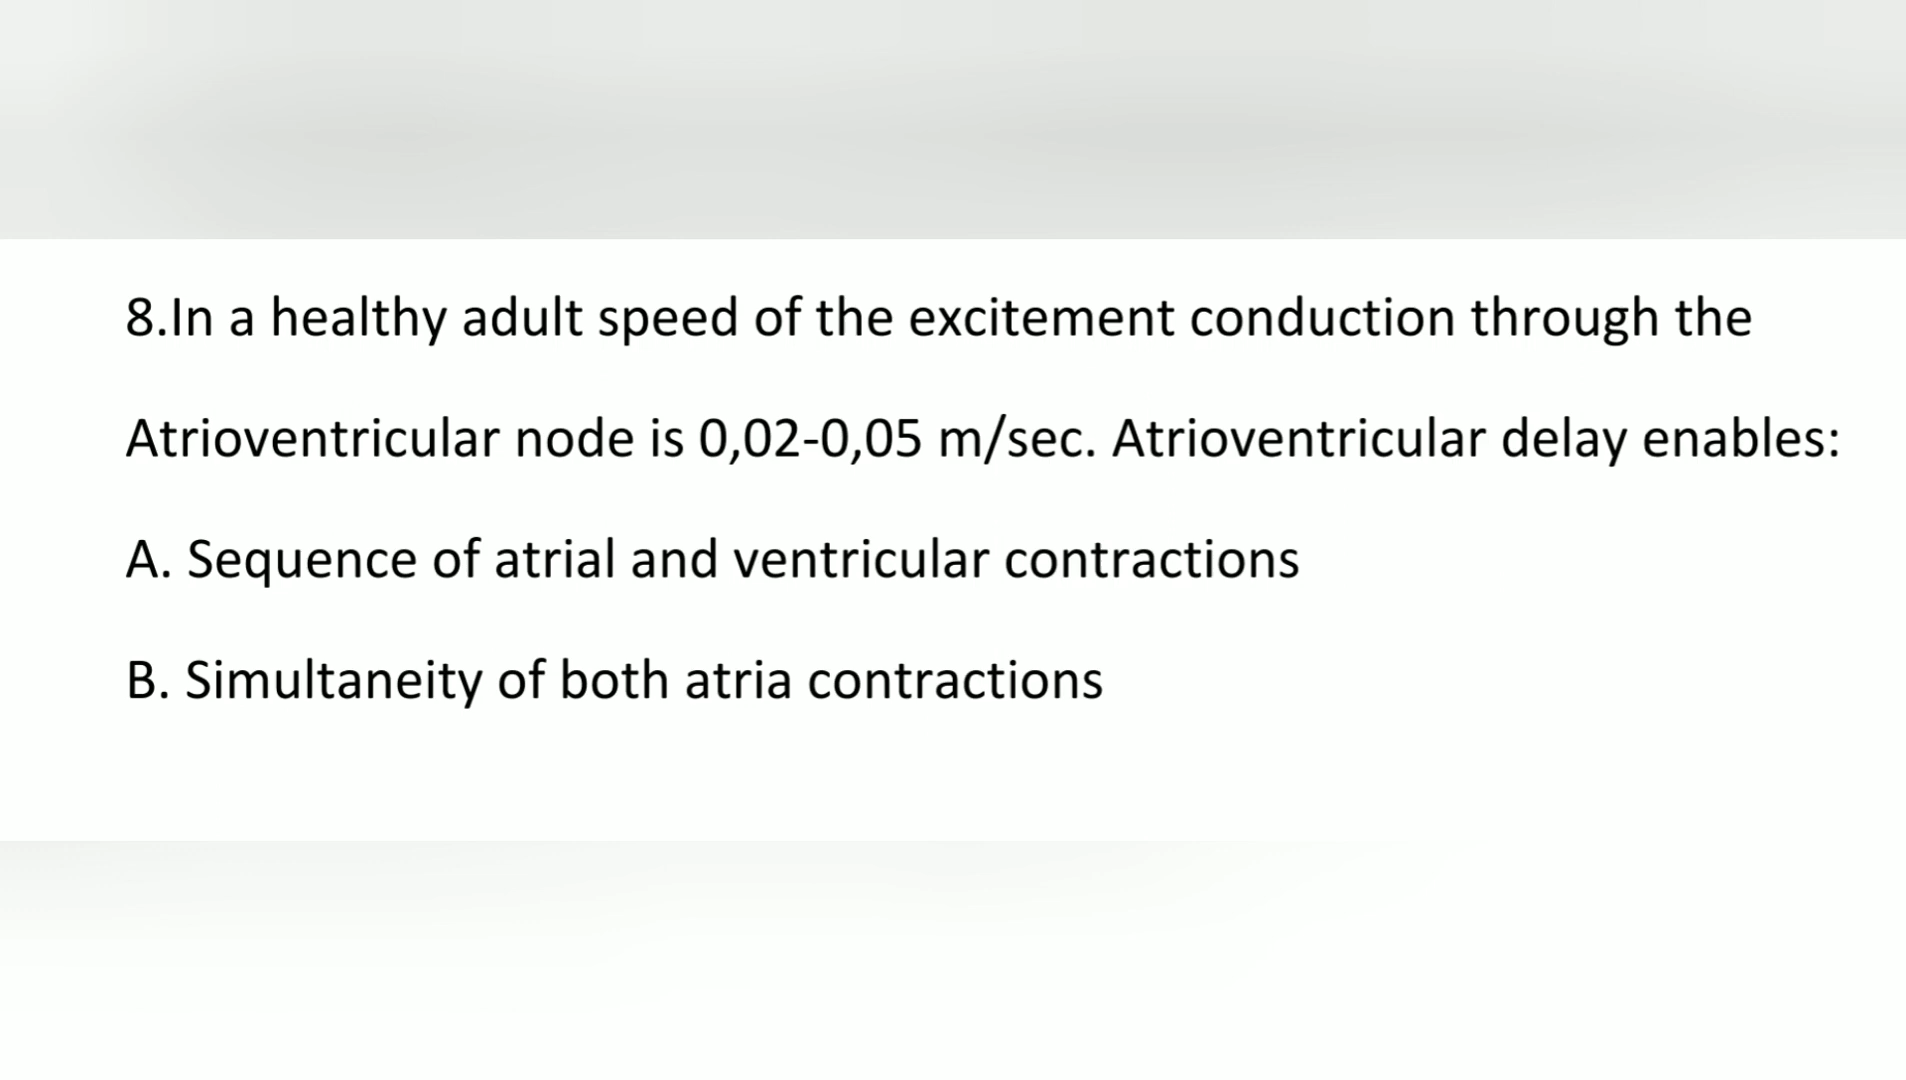 8.In a healthy adult speed of the excitement conduction through the
Atrioventricular node is 0,02-0,05 m/sec. Atrioventricular delay enables:
A. Sequence of atrial and ventricular contractions
B. Simultaneity of both atria contractions